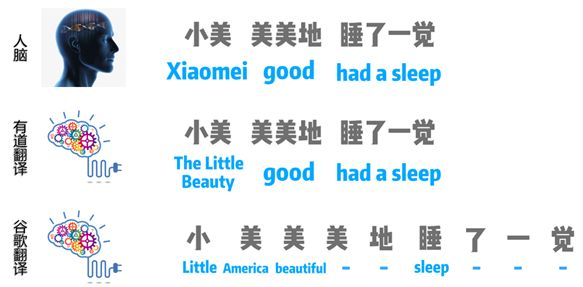 人脑
小美 美美地 睡了一觉
Xiaomei good had a sleep
有道翻译
小美 美美地 睡了一觉
The Little
Beauty good had a sleep
谷歌翻译
小 美 美 美 地 睡 了 一 觉
Little America beautiful - - sleep - - -